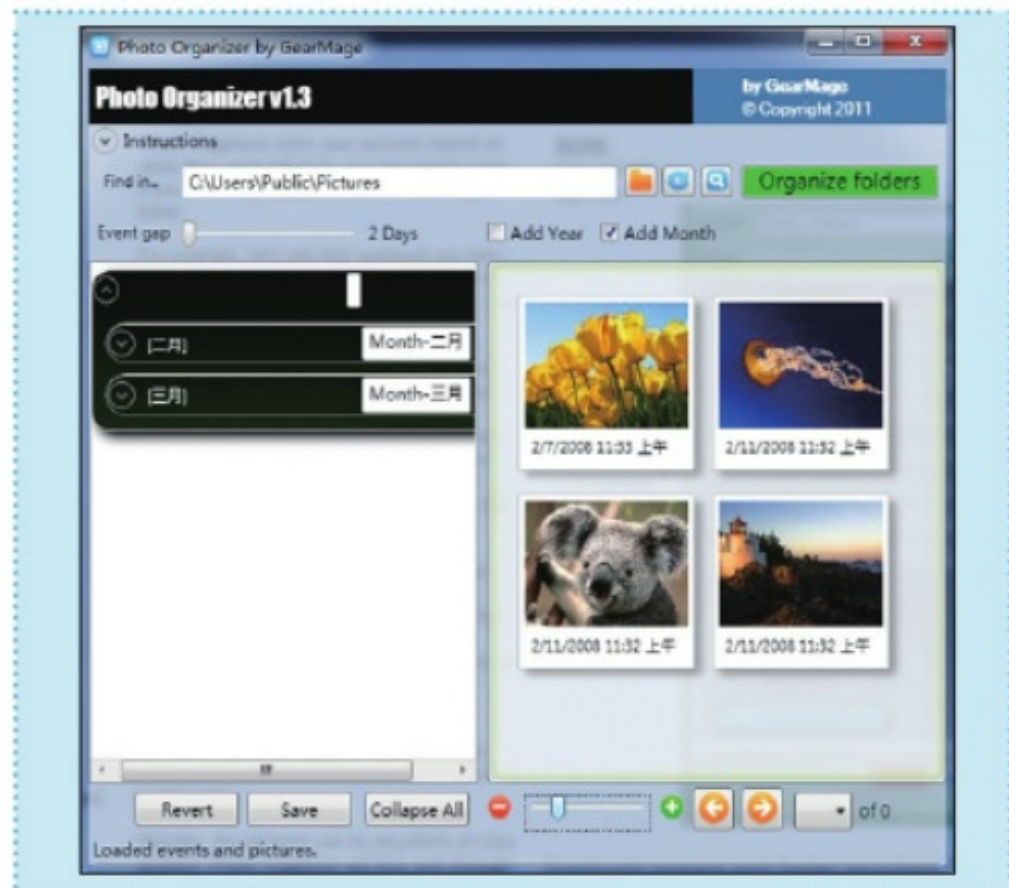 Photo Organizer by GearMage
Photo Organizer v1.3
by GearMage
© Copyright 2011
Instructions
Find in... C:\Users\Public\Pictures Organize folders
Event gap 2 Days Add Year Add Month
[二月] Month-二月
[三月] Month-三月
2/7/2008 11:33 上午 2/11/2008 11:32 上午
2/11/2008 11:32 上午 2/11/2008 11:32 上午
Revert Save Collapse All of 0
Loaded events and pictures.